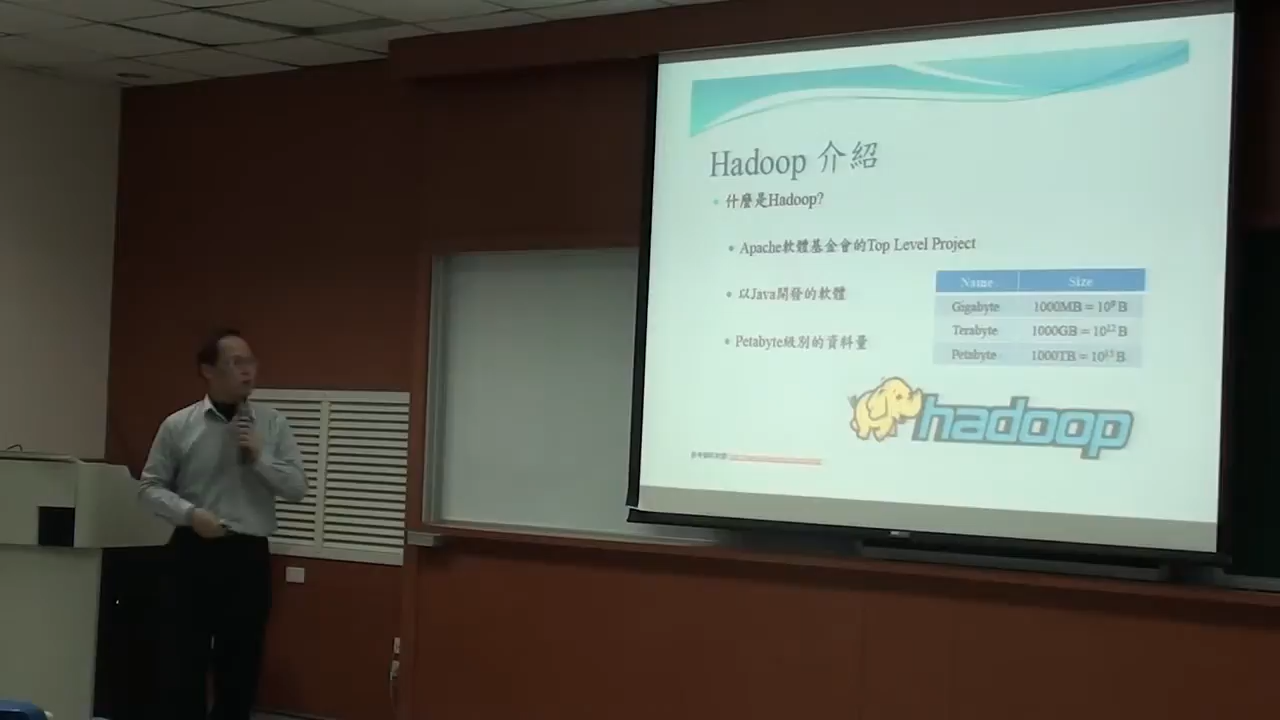 Hadoop 介紹
什麼是Hadoop?
Apache軟體基金會的Top Level Project
以Java開發的軟體
Petabyte級別的資料量
Name Size
Gigabyte 1000MB = 10⁹ B
Terabyte 1000GB = 10¹² B
Petabyte 1000TB = 10¹⁵ B
hadoop